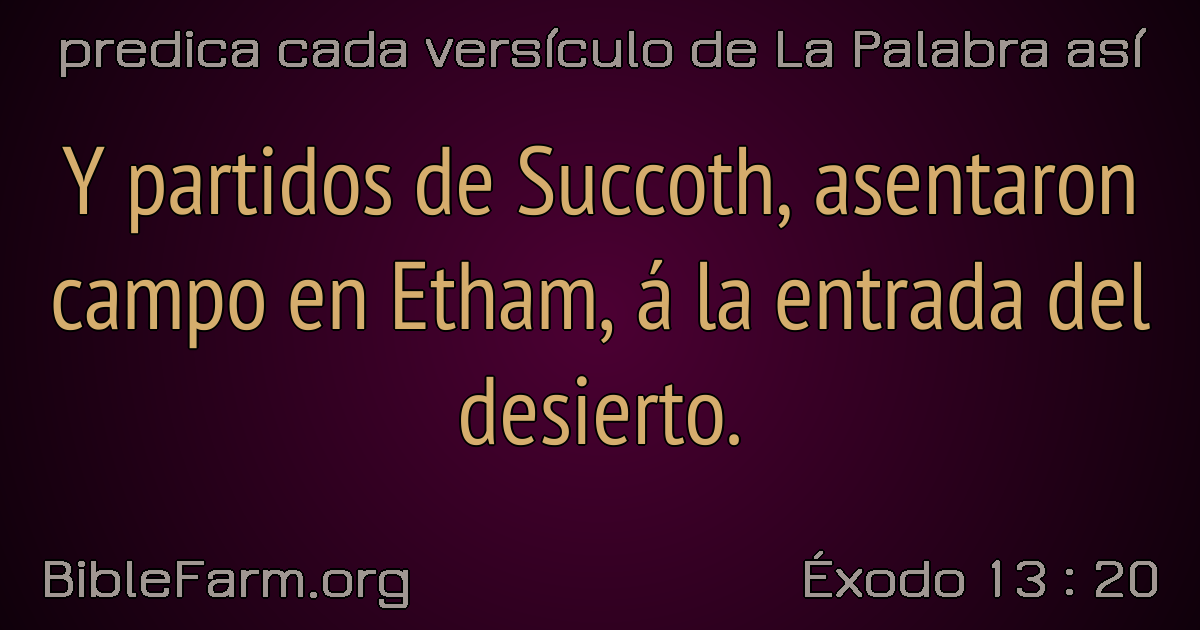 predica cada versículo de La Palabra así
Y partidos de Succoth, asentaron
campo en Etham, á la entrada del
desierto.
BibleFarm.org
Éxodo 13 : 20